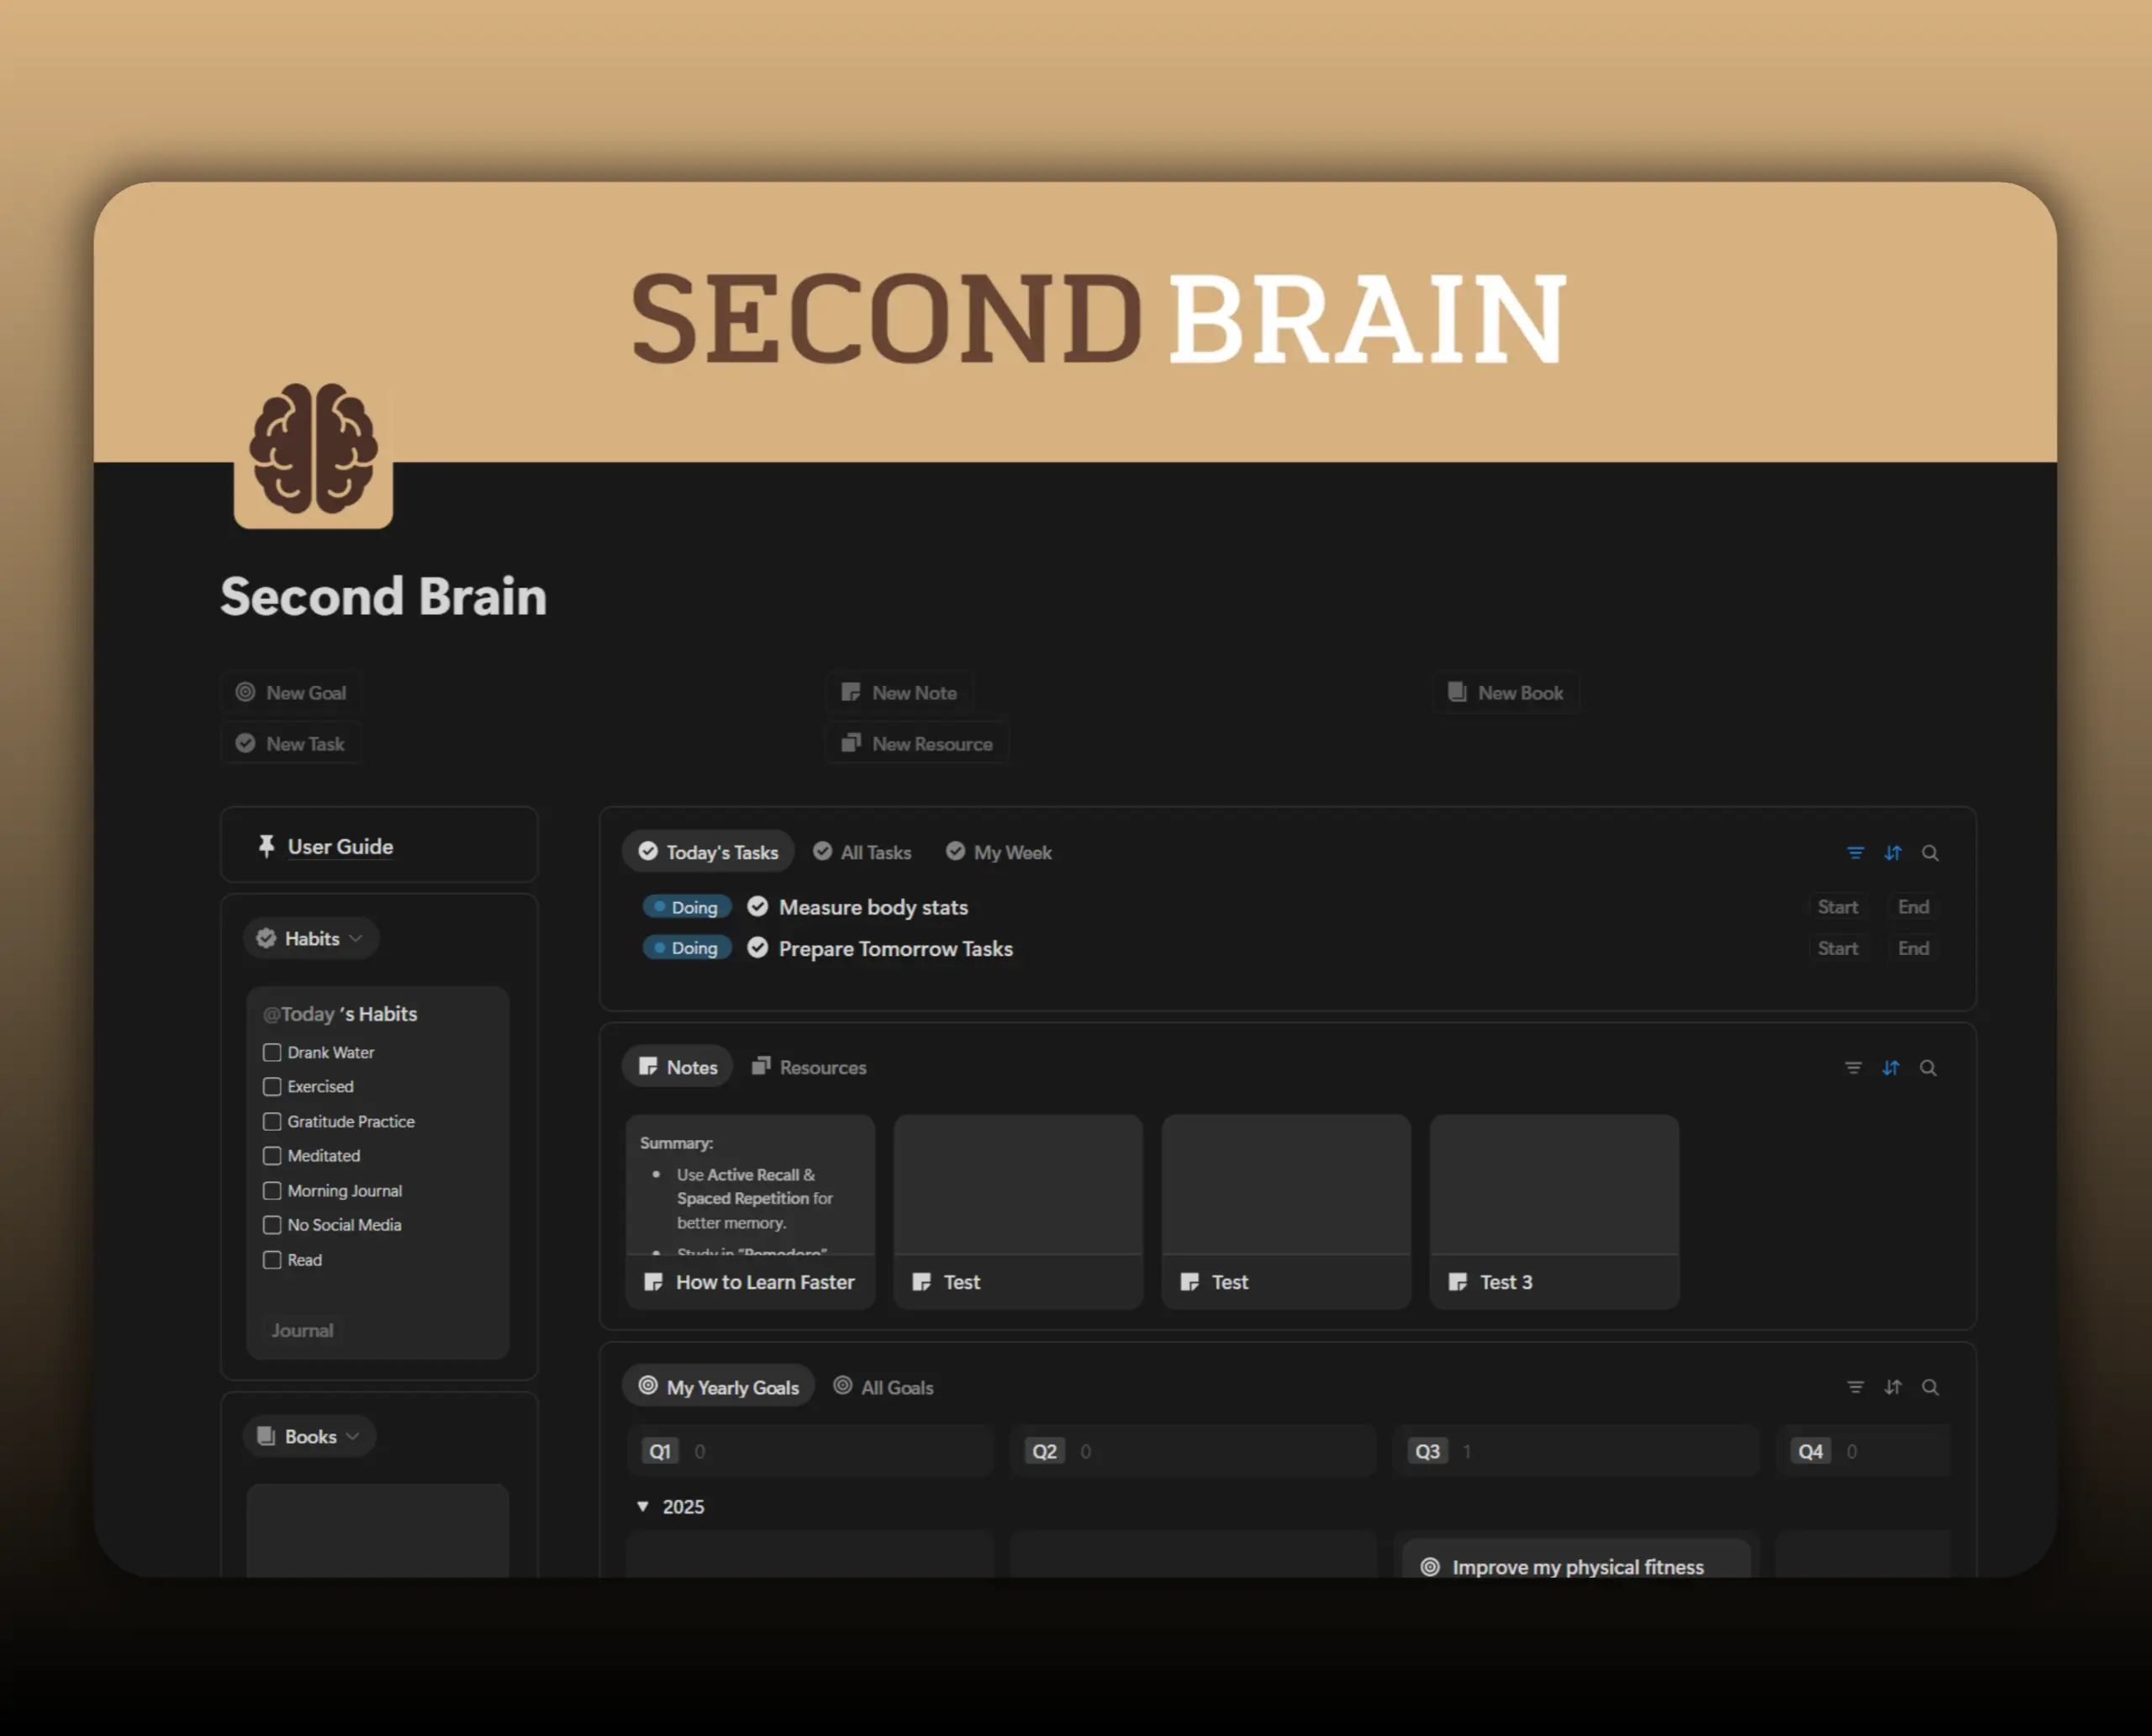 SECOND BRAIN
Second Brain
New Goal
New Note
New Book
New Task
New Resource
User Guide
Habits
@Today 's Habits
Drank Water
Exercised
Gratitude Practice
Meditated
Morning Journal
No Social Media
Read
Journal
Books
Today's Tasks All Tasks My Week
Doing Measure body stats Start End
Doing Prepare Tomorrow Tasks Start End
Notes Resources
Summary:
• Use Active Recall &
Spaced Repetition for
better memory.
• Study in "Pomodoro"
How to Learn Faster
Test
Test
Test 3
My Yearly Goals All Goals
Q1 0 Q2 0 Q3 1 Q4 0
2025
Improve my physical fitness